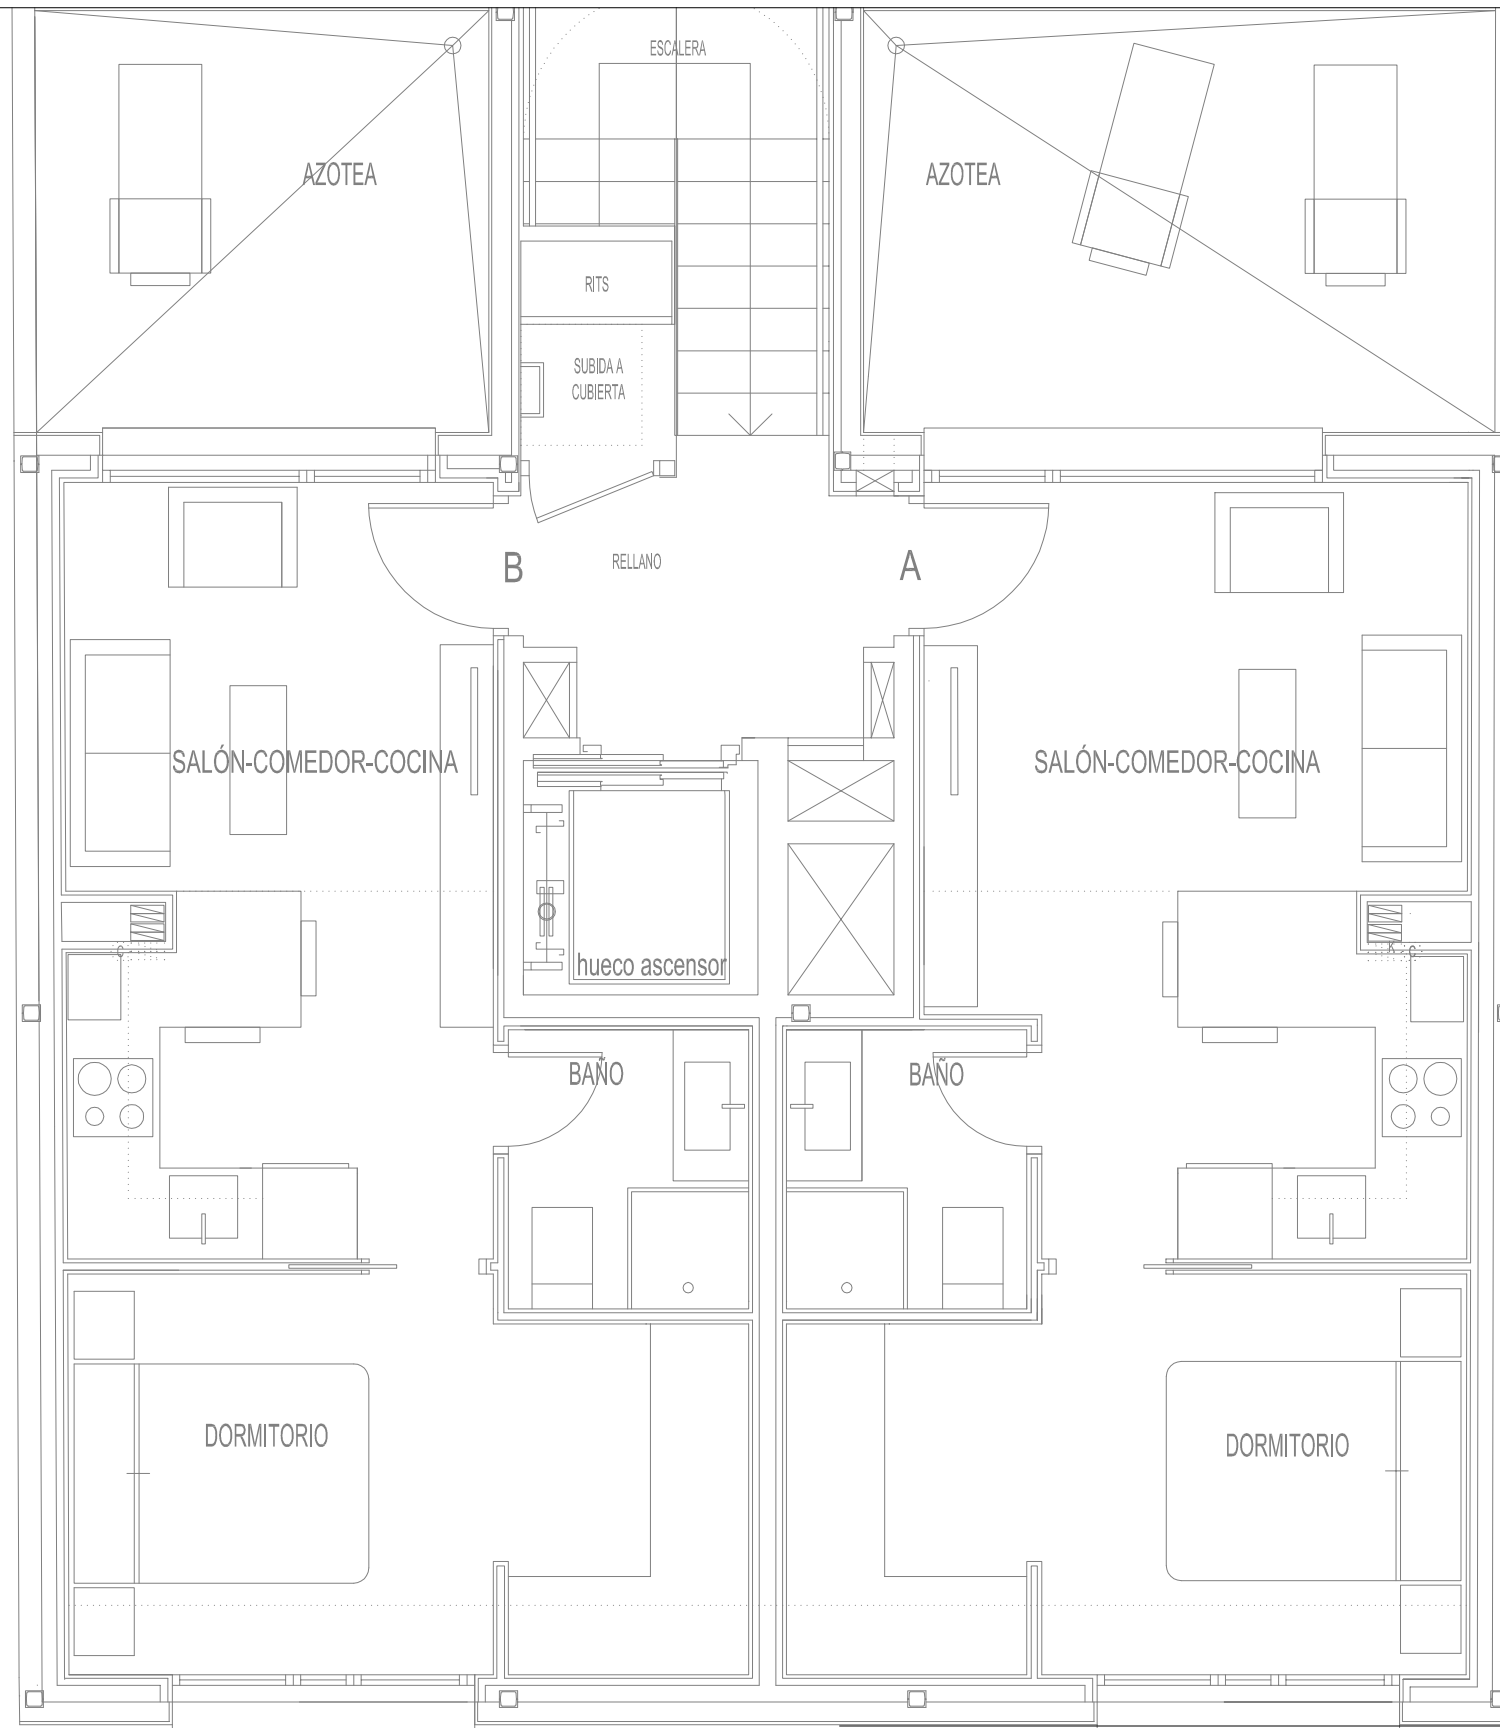 ESCALERA
AZOTEA
AZOTEA
RITS
SUBIDA A
CUBIERTA
B
RELLANO
A
SALÓN-COMEDOR-COCINA
SALÓN-COMEDOR-COCINA
C
K
C
hueco ascensor
BAÑO
BAÑO
DORMITORIO
DORMITORIO